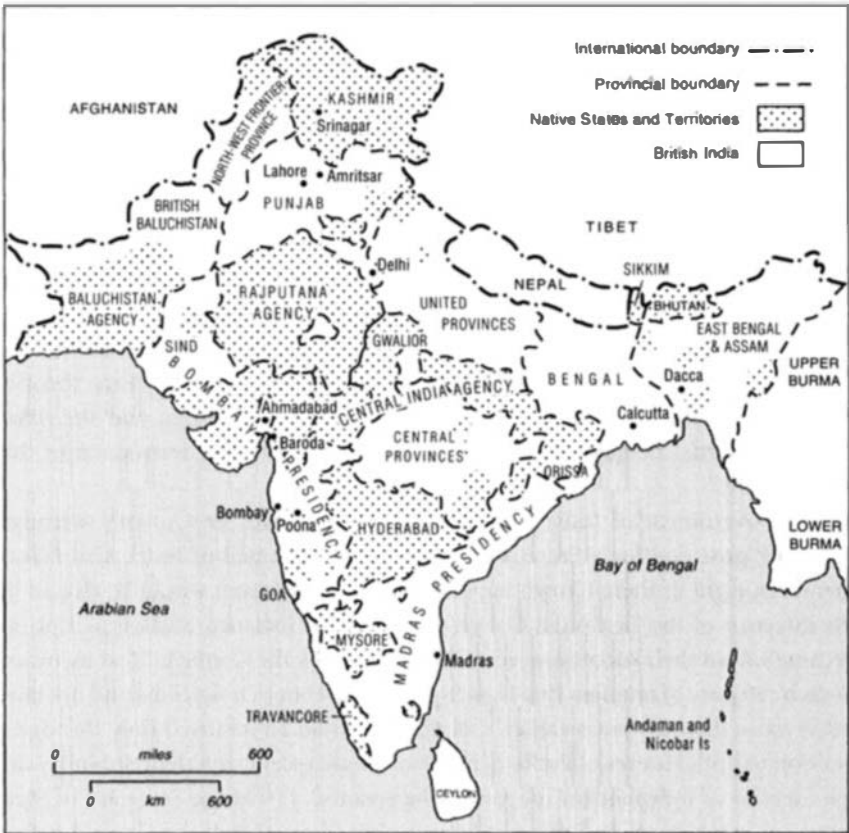 International boundary
Provincial boundary
Native States and Territories
British India
AFGHANISTAN
KASHMIR
Srinagar
NORTH-WEST FRONTIER
PROVINCE
Lahore
Amritsar
PUNJAB
BRITISH
BALUCHISTAN
TIBET
Delhi
NEPAL
SIKKIM
BHUTAN
BALUCHISTAN
AGENCY
RAJPUTANA
AGENCY
UNITED
PROVINCES
EAST BENGAL
& ASSAM
SIND
GWALIOR
UPPER
BURMA
BOMBAY PRESIDENCY
Ahmadabad
CENTRAL INDIA AGENCY
BENGAL
Dacca
Calcutta
Baroda
CENTRAL
PROVINCES
ORISSA
Bombay
Poona
HYDERABAD
LOWER
BURMA
MADRAS PRESIDENCY
Bay of Bengal
GOA
Arabian Sea
MYSORE
Madras
TRAVANCORE
Andaman and
Nicobar Is
CEYLON
0 miles 600
0 km 600